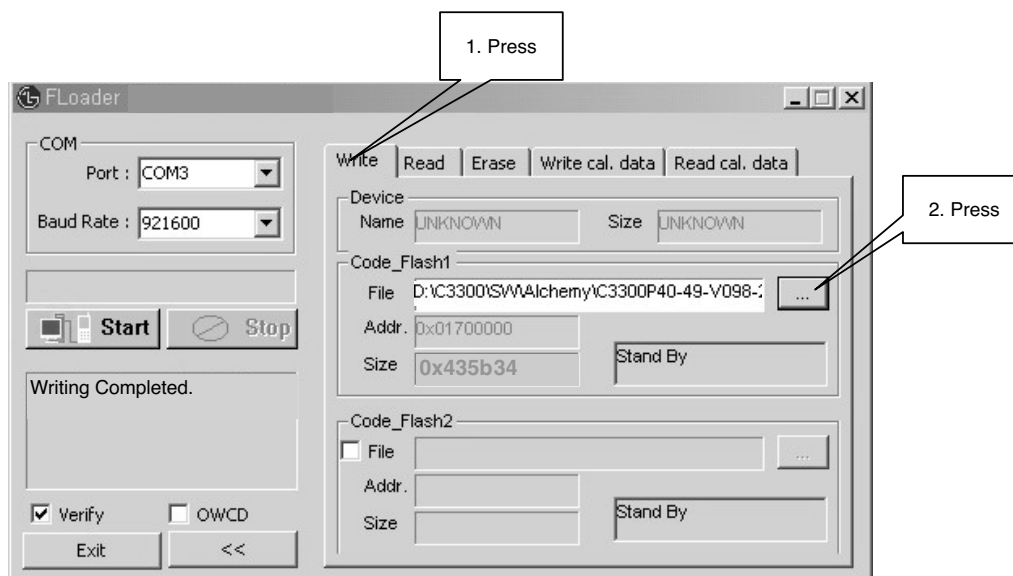 1. Press
FLoader
COM
Port : COM3
Baud Rate : 921600
Start Stop
Writing Completed.
Verify OWCD
Exit <<
Write Read Erase Write cal. data Read cal. data
Device
Name UNKNOWN Size UNKNOWN
2. Press
Code_Flash1
File D:\C3300\SW\Alchemy\C3300P40-49-V098-2 ...
Addr. 0x01700000
Size 0x435b34 Stand By
Code_Flash2
File ...
Addr.
Size Stand By